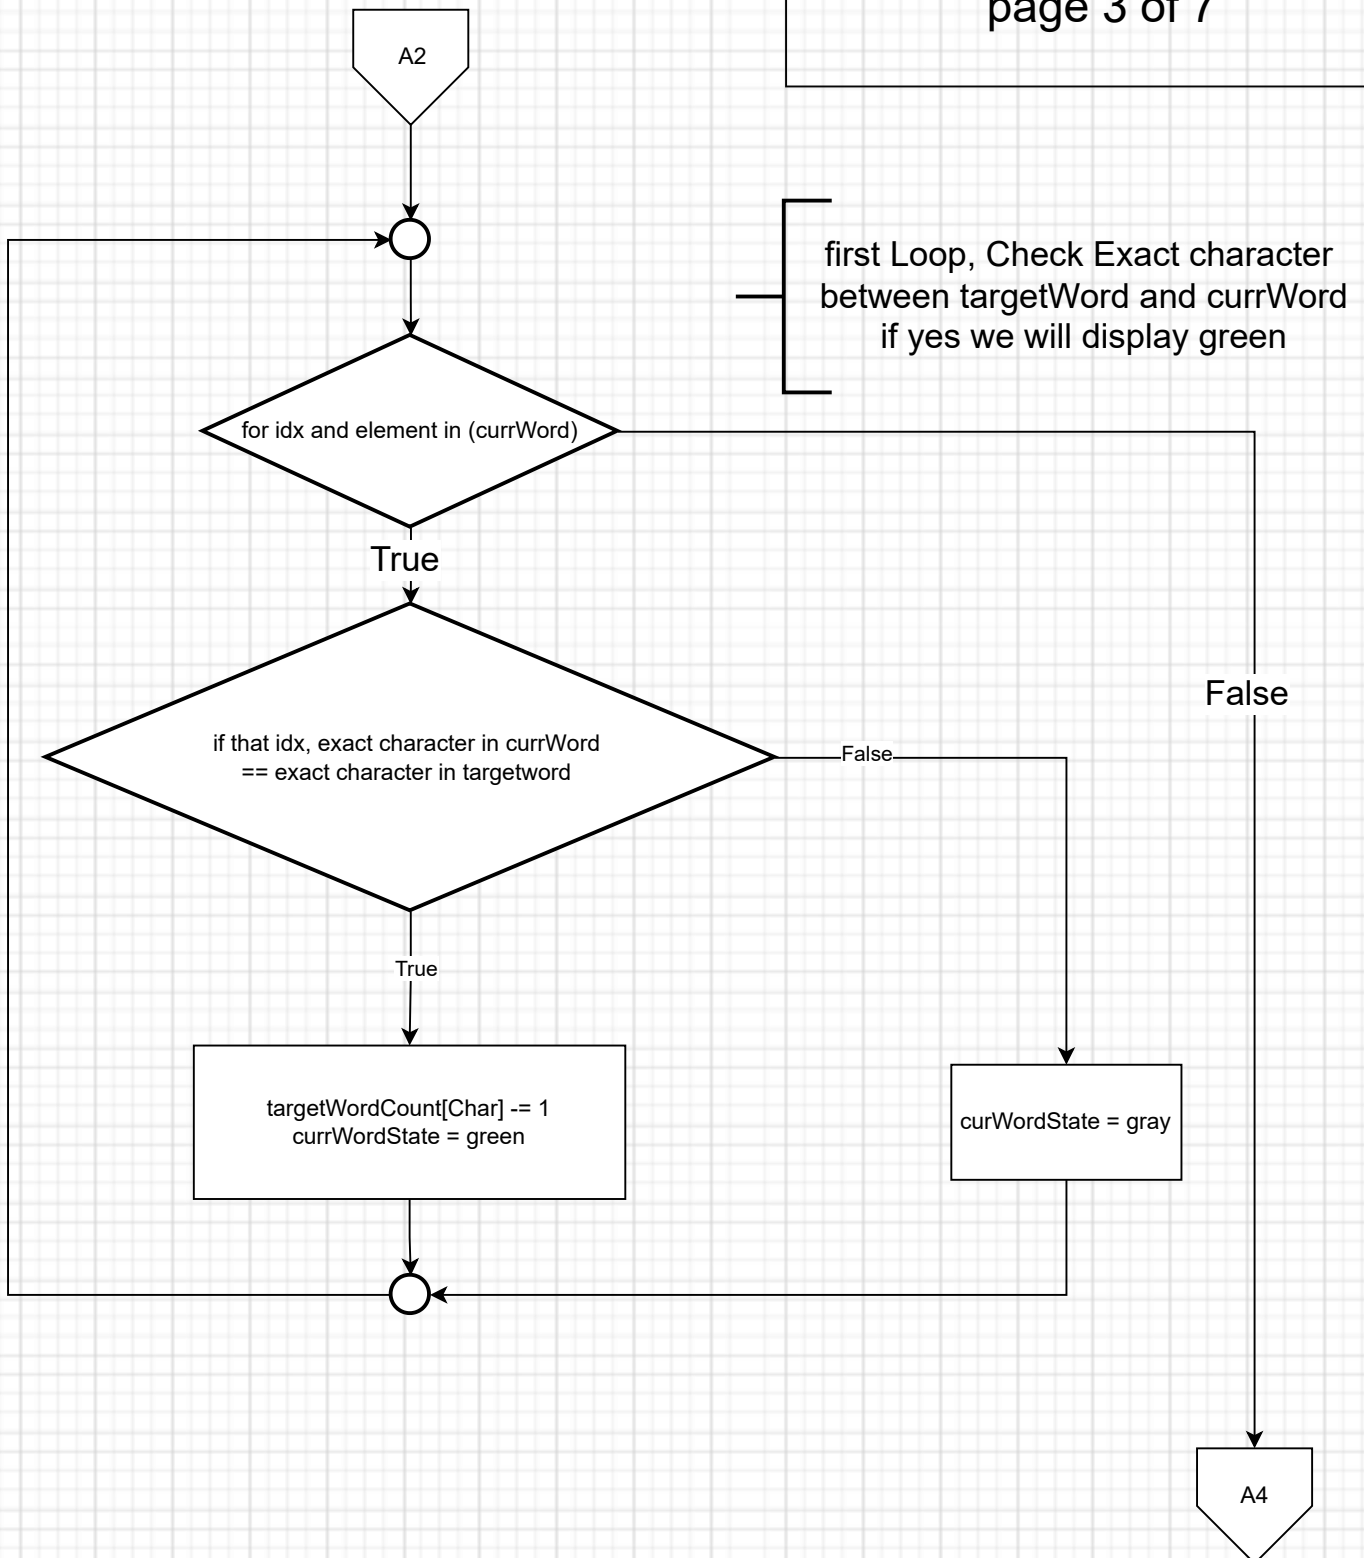 page 3 of 7
A2
first Loop, Check Exact character
between targetWord and currWord
if yes we will display green
for idx and element in (currWord)
True
False
if that idx, exact character in currWord
== exact character in targetword
False
True
targetWordCount[Char] -= 1
currWordState = green
curWordState = gray
A4